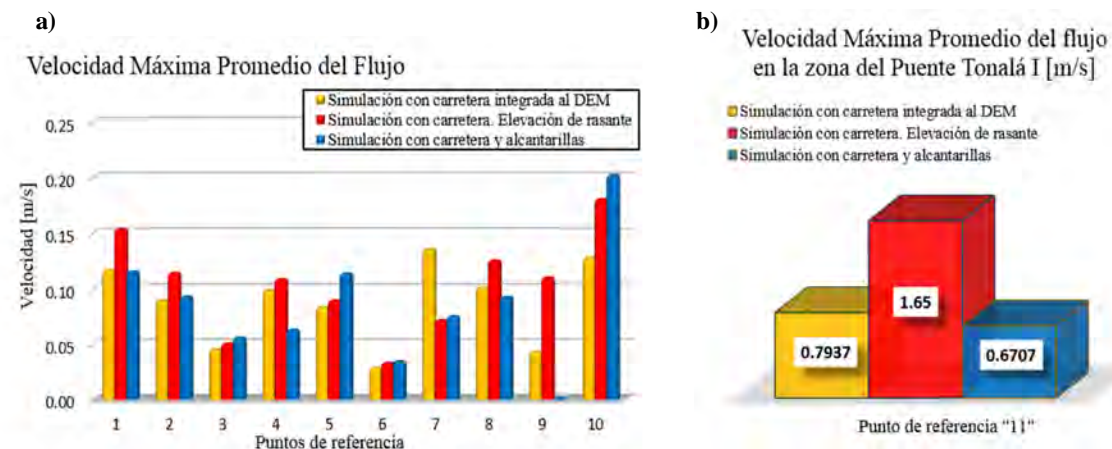 a)
Velocidad Máxima Promedio del Flujo
Simulación con carretera integrada al DEM
Simulación con carretera. Elevación de rasante
Simulación con carretera y alcantarillas
Velocidad [m/s]
0.25
0.20
0.15
0.10
0.05
0.00
1 2 3 4 5 6 7 8 9 10
Puntos de referencia
b)
Velocidad Máxima Promedio del flujo
en la zona del Puente Tonalá I [m/s]
Simulación con carretera integrada al DEM
Simulación con carretera. Elevación de rasante
Simulación con carretera y alcantarillas
0.7937
1.65
0.6707
Punto de referencia "11"